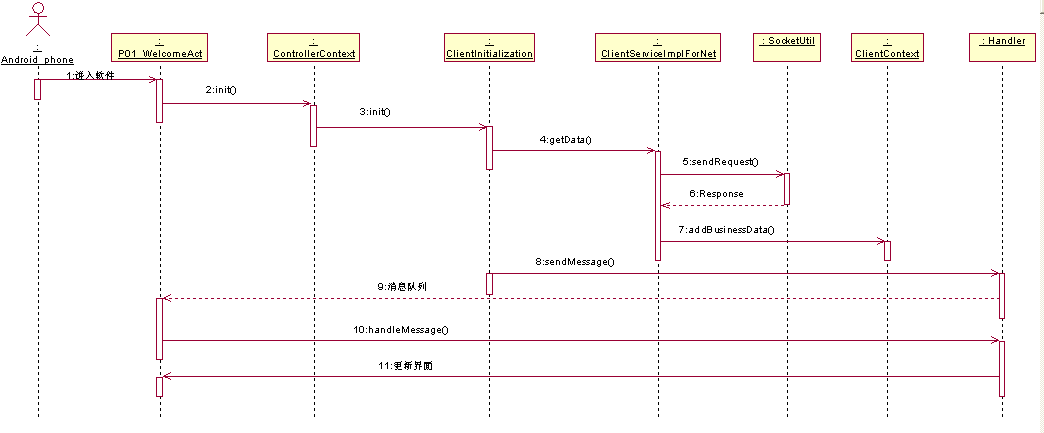 :
Android_phone
:
P01_WelcomeAct
:
ControllerContext
:
ClientInitialization
:
ClientServiceImplForNet
: SocketUtil
:
ClientContext
: Handler
1:进入软件
2:init()
3:init()
4:getData()
5:sendRequest()
6:Response
7:addBusinessData()
8:sendMessage()
9:消息队列
10:handleMessage()
11:更新界面